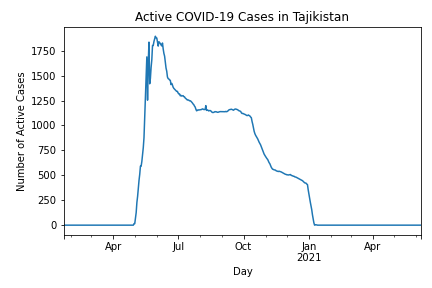 Active COVID-19 Cases in Tajikistan
Number of Active Cases
1750
1500
1250
1000
750
500
250
0
Apr
Jul
Oct
Jan
2021
Apr
Day